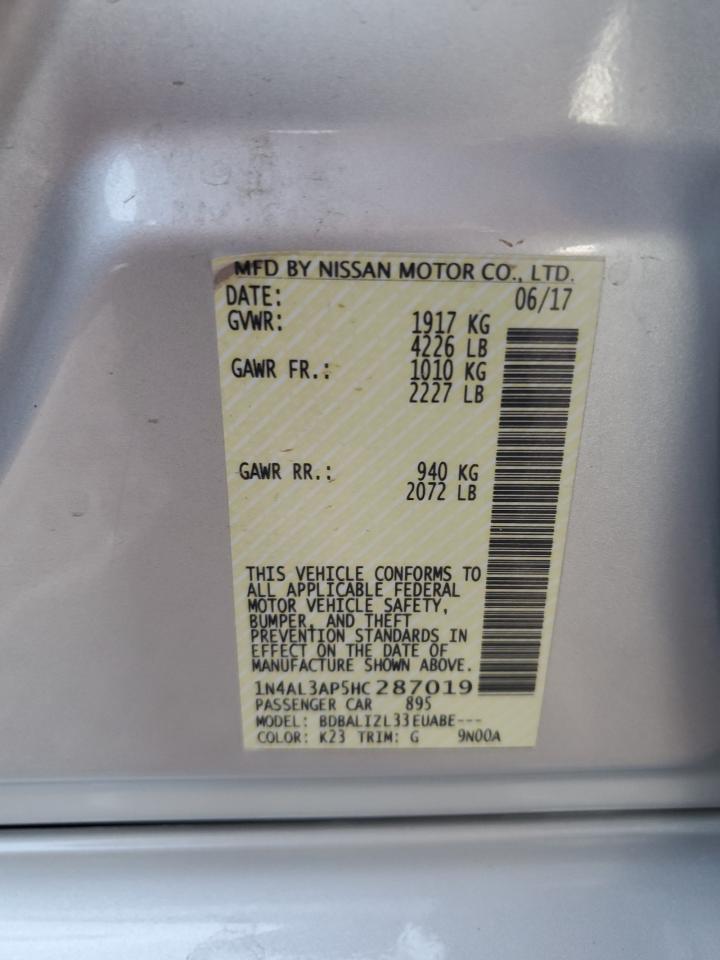 MFD BY NISSAN MOTOR CO., LTD.
DATE: 06/17
GVWR: 1917 KG
4226 LB
GAWR FR.: 1010 KG
2227 LB
GAWR RR.: 940 KG
2072 LB
THIS VEHICLE CONFORMS TO
ALL APPLICABLE FEDERAL
MOTOR VEHICLE SAFETY,
BUMPER, AND THEFT
PREVENTION STANDARDS IN
EFFECT ON THE DATE OF
MANUFACTURE SHOWN ABOVE.
1N4AL3AP5HC287019
PASSENGER CAR 895
MODEL: BDBALIZL33EUABE---
COLOR: K23 TRIM: G 9N00A